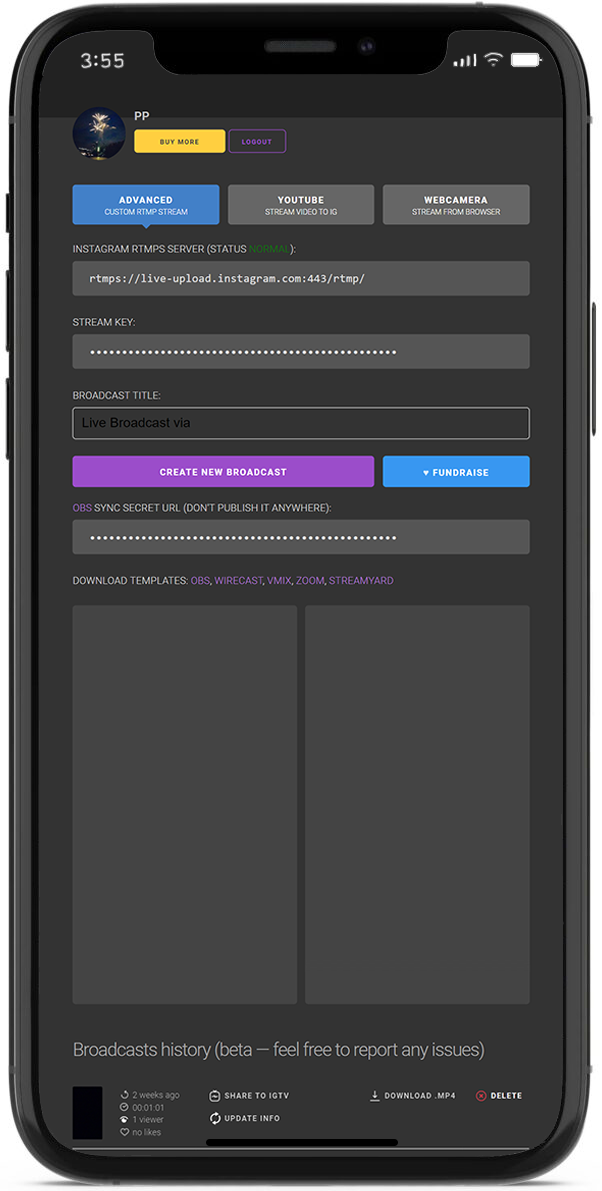 3:55
PP
BUY MORE
LOGOUT
ADVANCED
CUSTOM RTMP STREAM
YOUTUBE
STREAM VIDEO TO IG
WEBCAMERA
STREAM FROM BROWSER
INSTAGRAM RTMPS SERVER (STATUS NORMAL):
rtmps://live-upload.instagram.com:443/rtmp/
STREAM KEY:
••••••••••••••••••••••••••••••••••••••••••••••••
BROADCAST TITLE:
Live Broadcast via
CREATE NEW BROADCAST
♥ FUNDRAISE
OBS SYNC SECRET URL (DON'T PUBLISH IT ANYWHERE):
••••••••••••••••••••••••••••••••••••••••••••••••
DOWNLOAD TEMPLATES: OBS, WIRECAST, VMIX, ZOOM, STREAMYARD
Broadcasts history (beta — feel free to report any issues)
2 weeks ago
00:01:01
1 viewer
no likes
SHARE TO IGTV
UPDATE INFO
DOWNLOAD .MP4
DELETE